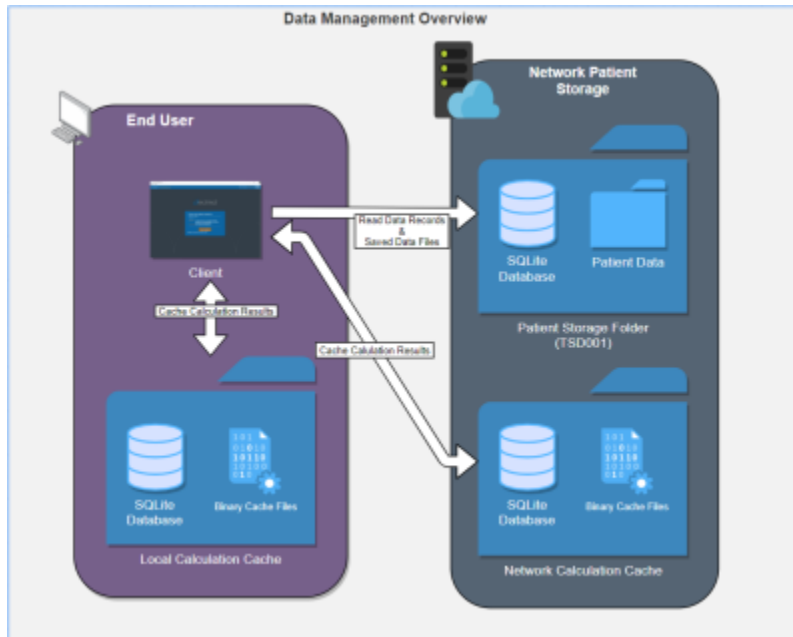 Data Management Overview
Network Patient
Storage
End User
Read Data Records
&
Saved Data Files
SQLite
Database
Patient Data
Client
Cache Calculation Results
Patient Storage Folder
(TSD001)
Cache Calulation Results
SQLite
Database
Binary Cache Files
Local Calculation Cache
SQLite
Database
Binary Cache Files
Network Calculation Cache